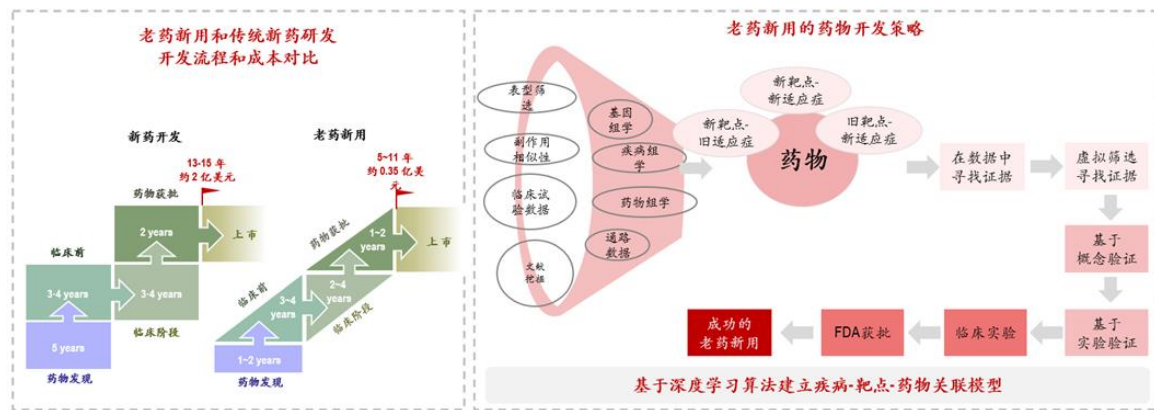 老药新用和传统新药研发
开发流程和成本对比
新药开发
13-15 年
约 2 亿美元
药物获批
2 years
上市
临床前
3-4 years
3-4 years
临床阶段
5 years
药物发现
老药新用
5~11 年
约 0.35 亿美
元
药物获批
1~2
years
上市
临床前
3~4
years
2~4
years
临床阶段
1~2 years
药物发现
老药新用的药物开发策略
表型筛
选
副作用
相似性
临床试
验数据
文献
挖掘
基因
组学
疾病组
学
药物组学
通路
数据
新靶点-
旧适应症
新靶点-
新适应症
旧靶点-
新适应症
药物
在数据中
寻找证据
虚拟筛选
寻找证据
基于
概念验证
基于
实验验证
临床实验
FDA获批
成功的
老药新用
基于深度学习算法建立疾病-靶点-药物关联模型